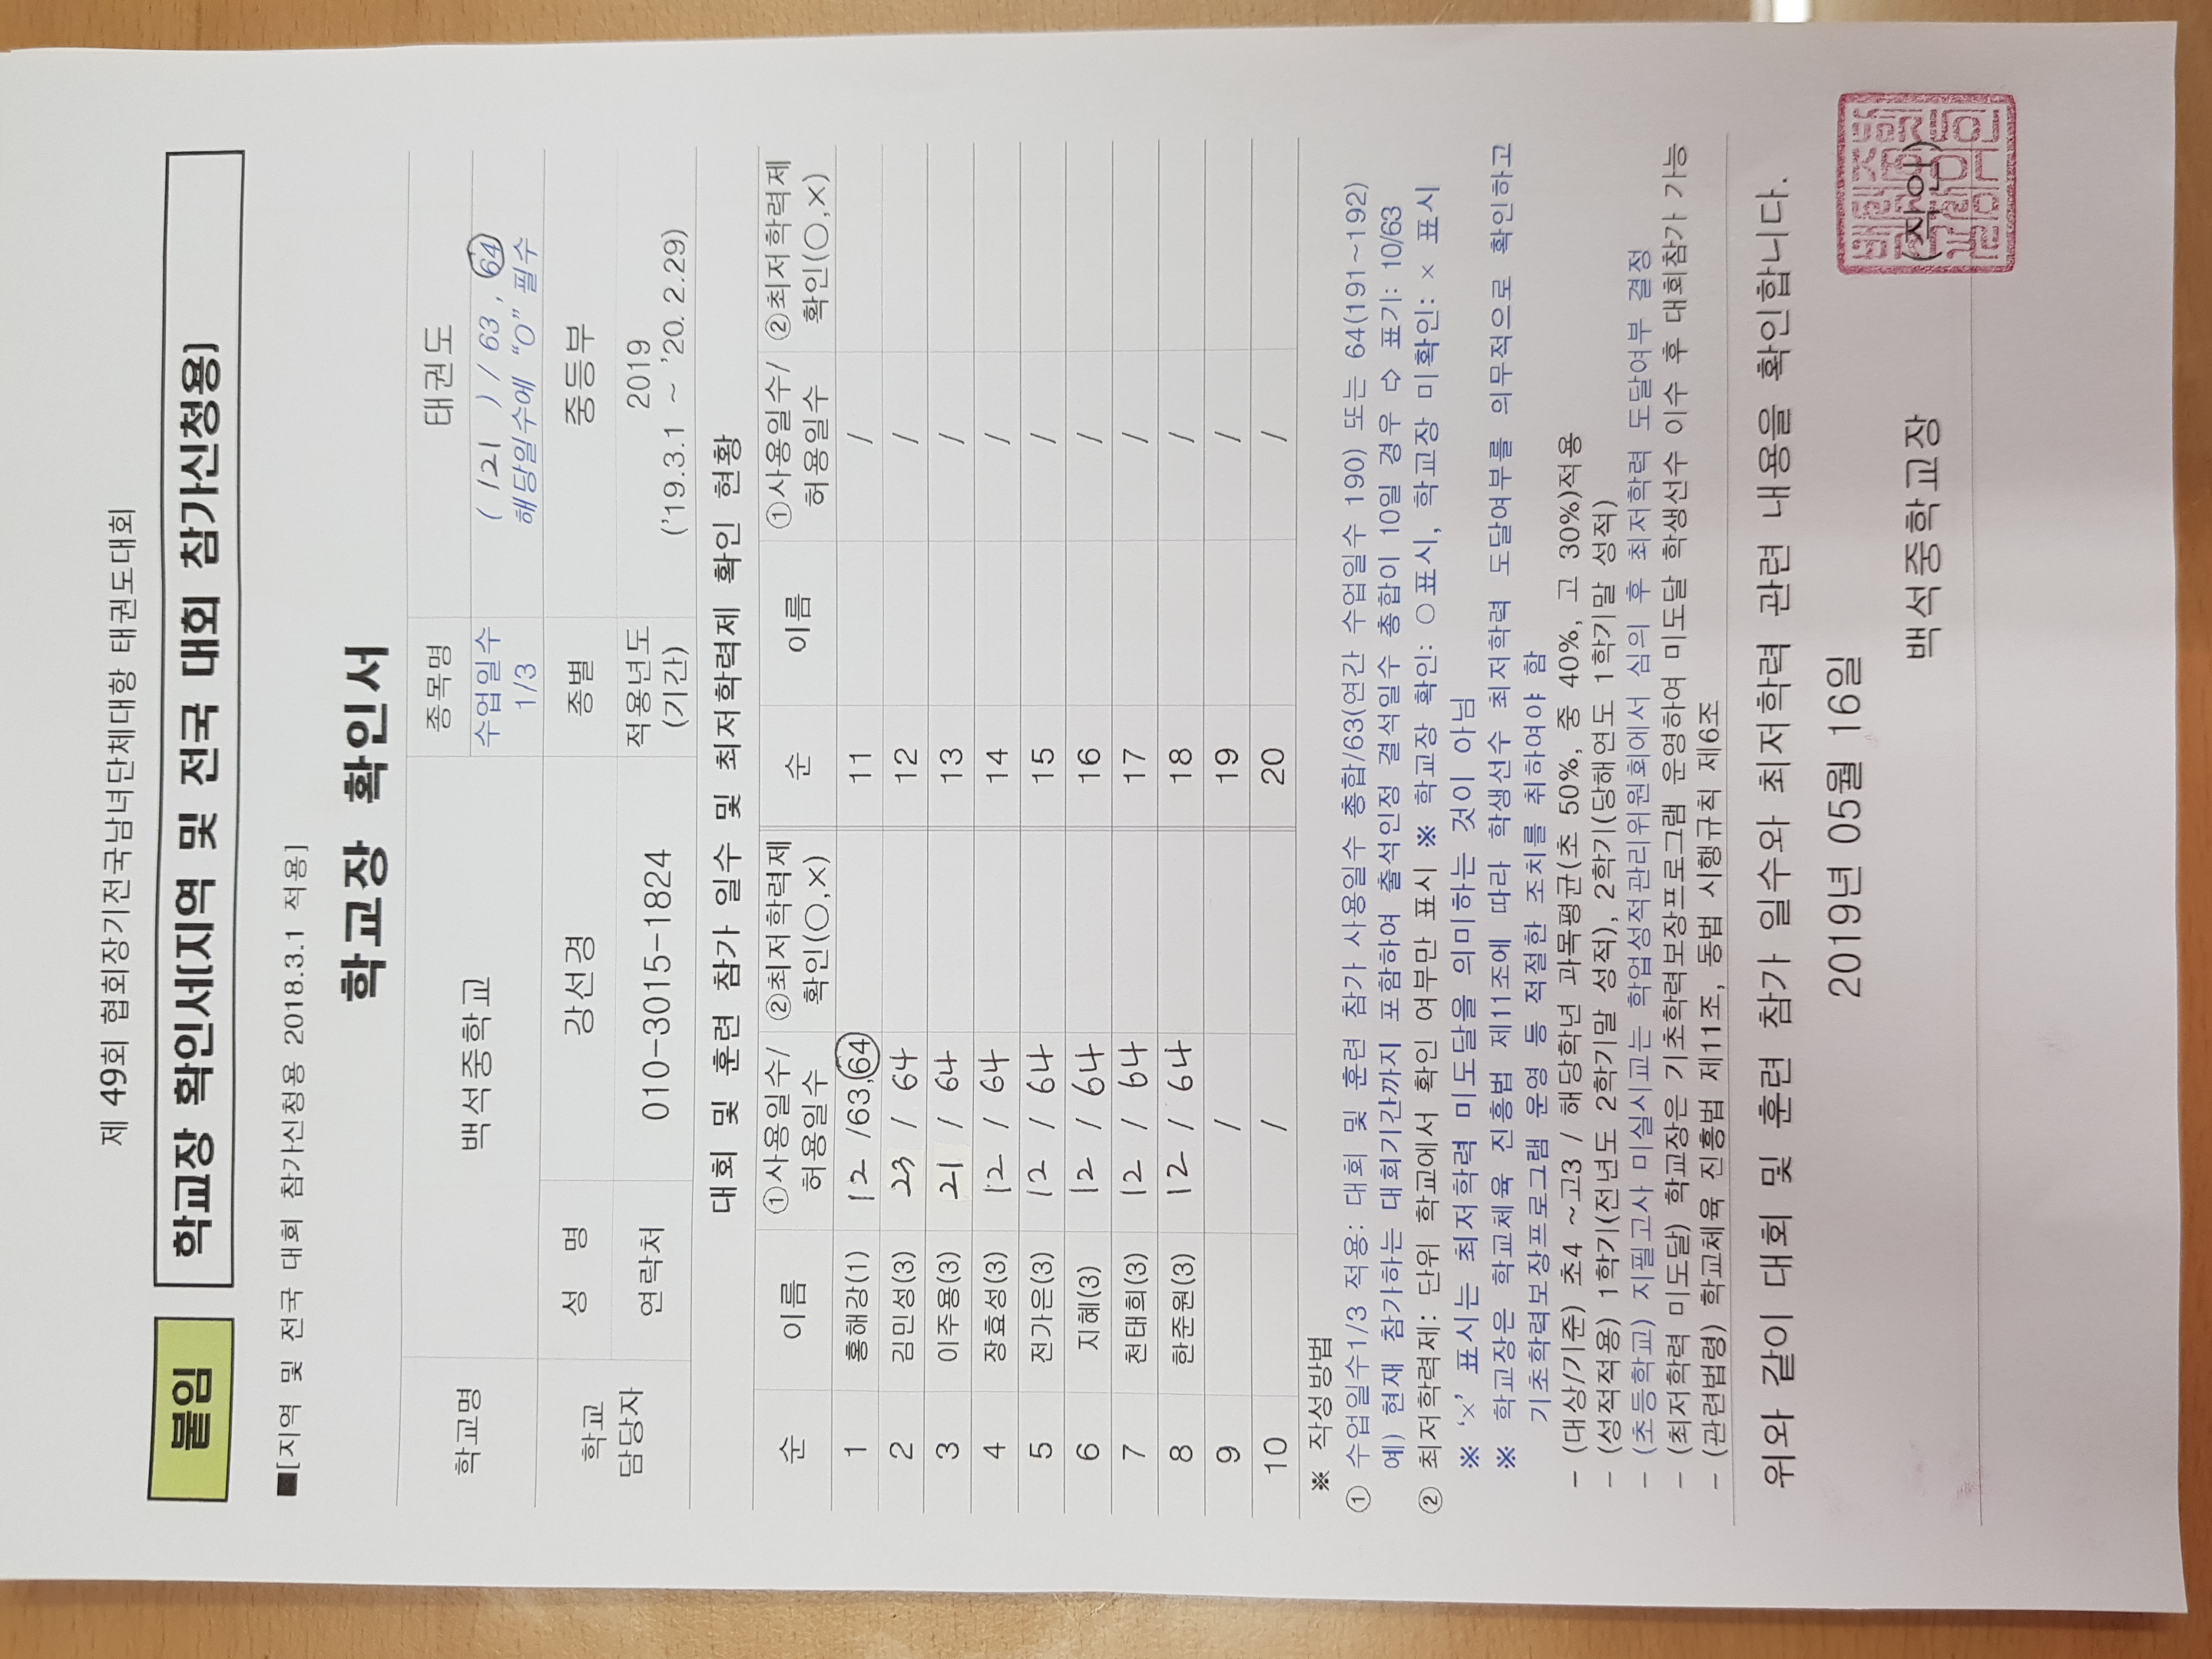 제 49회 협회장기전국남녀단체대항 태권도대회
붙임 학교장 확인서(지역 및 전국 대회 참가신청용)
■[지역 및 전국 대회 참가신청용 2018.3.1 적용]
학교장 확인서
학교명 백석중학교 종목명 태권도
수업일수 1/3 ( 121 ) / 63 , 64
해당일수에 "O" 필수
학교 담당자 성 명 강선경 종별 중등부
연락처 010-3015-1824 적용년도 (기간) 2019
('19.3.1 ~ '20. 2.29)
대회 및 훈련 참가 일수 및 최저학력제 확인 현황
순 이름 ①사용일수/ 허용일수 ②최저학력제 확인(○,×) 순 이름 ①사용일수/ 허용일수 ②최저학력제 확인(○,×)
1 홍해강(1) 12 /63,64 11 /
2 김민성(3) 23 / 64 12 /
3 이주용(3) 21 / 64 13 /
4 장효성(3) 12 / 64 14 /
5 전가은(3) 12 / 64 15 /
6 지혜(3) 12 / 64 16 /
7 천태희(3) 12 / 64 17 /
8 한준원(3) 12 / 64 18 /
9 / 19 /
10 / 20 /
※ 작성방법
① 수업일수1/3 적용: 대회 및 훈련 참가 사용일수 총합/63(연간 수업일수 190) 또는 64(191~192)
예) 현재 참가하는 대회기간까지 포함하여 출석인정 결석일수 총합이 10일 경우 ⇨ 표기: 10/63
② 최저학력제: 단위 학교에서 확인 여부만 표시 ※ 학교장 확인: ○표시, 학교장 미확인: × 표시
※ '×' 표시는 최저학력 미도달을 의미하는 것이 아님
※ 학교장은 학교체육 진흥법 제11조에 따라 학생선수 최저학력 도달여부를 의무적으로 확인하고
기초학력보장프로그램 운영 등 적절한 조치를 취하여야 함
- (대상/기준) 초4 ~고3 / 해당학년 과목평균(초 50%, 중 40%, 고 30%)적용
- (성적적용) 1학기(전년도 2학기말 성적), 2학기(당해연도 1학기말 성적)
- (초등학교) 지필고사 미실시교는 학업성적관리위원회에서 심의 후 최저학력 도달여부 결정
- (최저학력 미도달) 학교장은 기초학력보장프로그램 운영하여 미도달 학생선수 이수 후 대회참가 가능
- (관련법령) 학교체육 진흥법 제11조, 동법 시행규칙 제6조
위와 같이 대회 및 훈련 참가 일수와 최저학력 관련 내용을 확인합니다.
2019년 05월 16일
백석중학교장 (직인)